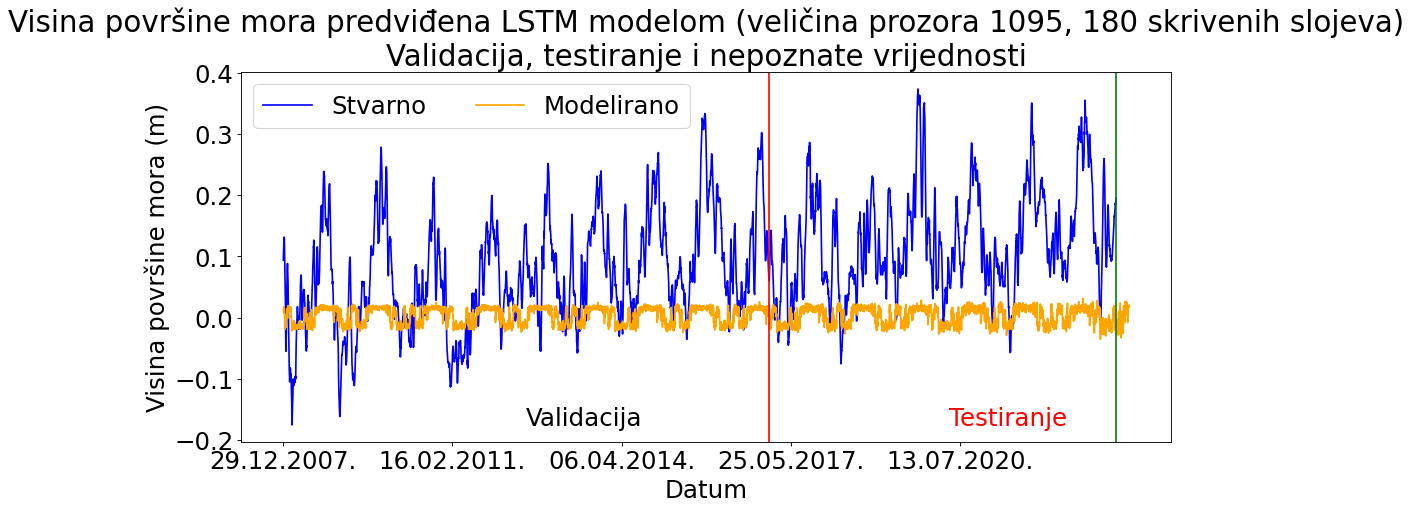 Visina površine mora predviđena LSTM modelom (veličina prozora 1095, 180 skrivenih slojeva)
Validacija, testiranje i nepoznate vrijednosti
Stvarno
Modelirano
Visina površine mora (m)
0.4
0.3
0.2
0.1
0.0
−0.1
−0.2
Validacija
Testiranje
29.12.2007.
16.02.2011.
06.04.2014.
25.05.2017.
13.07.2020.
Datum